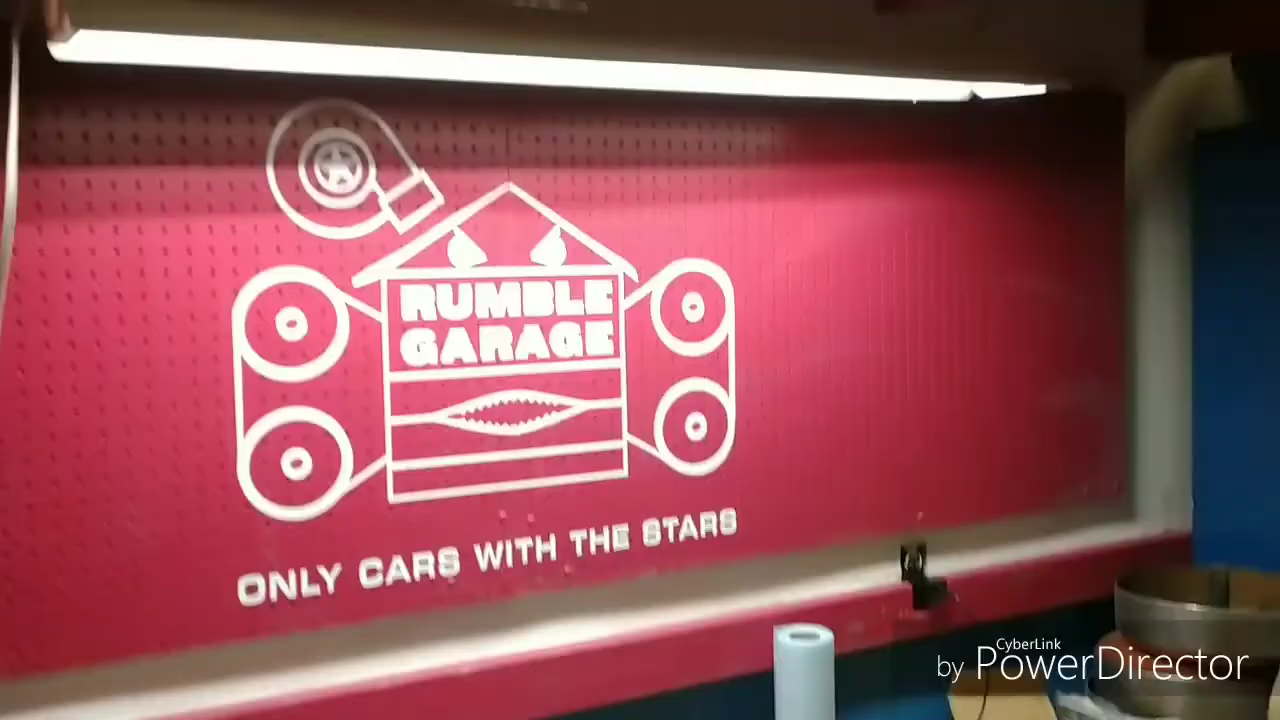 RUMBLE
GARAGE
ONLY CARS WITH THE STARS
CyberLink
by PowerDirector